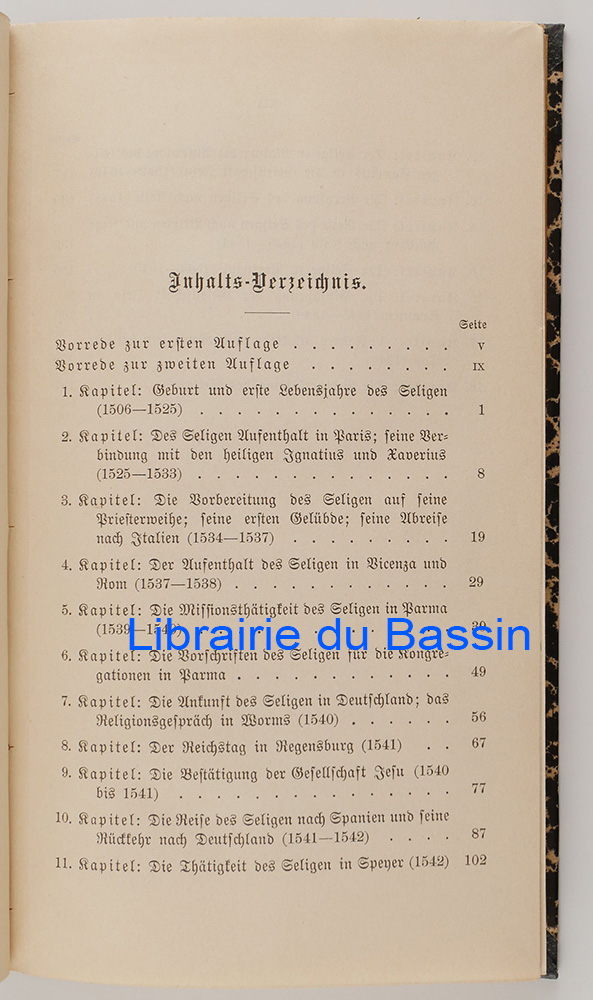 Inhalts-Verzeichnis.
Seite
Vorrede zur ersten Auflage . . . . . . . . . V
Vorrede zur zweiten Auflage . . . . . . . . IX
1. Kapitel: Geburt und erste Lebensjahre des Seligen
(1506—1525) . . . . . . . . . . . . . 1
2. Kapitel: Des Seligen Aufenthalt in Paris; seine Ver=
bindung mit den heiligen Ignatius und Xaverius
(1525—1533) . . . . . . . . . . . . . 8
3. Kapitel: Die Vorbereitung des Seligen auf seine
Priesterweihe; seine ersten Gelübde; seine Abreise
nach Italien (1534—1537) . . . . . . . . . 19
4. Kapitel: Der Aufenthalt des Seligen in Vicenza und
Rom (1537—1538) . . . . . . . . . . . 29
5. Kapitel: Die Missionsthätigkeit des Seligen in Parma
(1539—1540) . . . . . . . . . . . . . 39
Librairie du Bassin
6. Kapitel: Die Vorschriften des Seligen für die Kongre=
gationen in Parma . . . . . . . . . . . 49
7. Kapitel: Die Ankunft des Seligen in Deutschland; das
Religionsgespräch in Worms (1540) . . . . . . 56
8. Kapitel: Der Reichstag in Regensburg (1541) . . 67
9. Kapitel: Die Bestätigung der Gesellschaft Jesu (1540
bis 1541) . . . . . . . . . . . . . . 77
10. Kapitel: Die Reise des Seligen nach Spanien und seine
Rückkehr nach Deutschland (1541—1542) . . . . 87
11. Kapitel: Die Thätigkeit des Seligen in Speyer (1542) 102